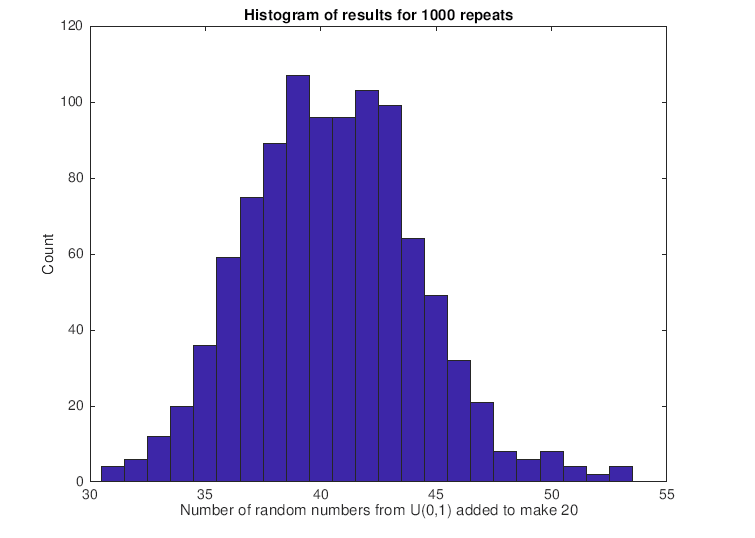 Histogram of results for 1000 repeats
120
100
80
60
40
20
0
Count
30 35 40 45 50 55
Number of random numbers from U(0,1) added to make 20